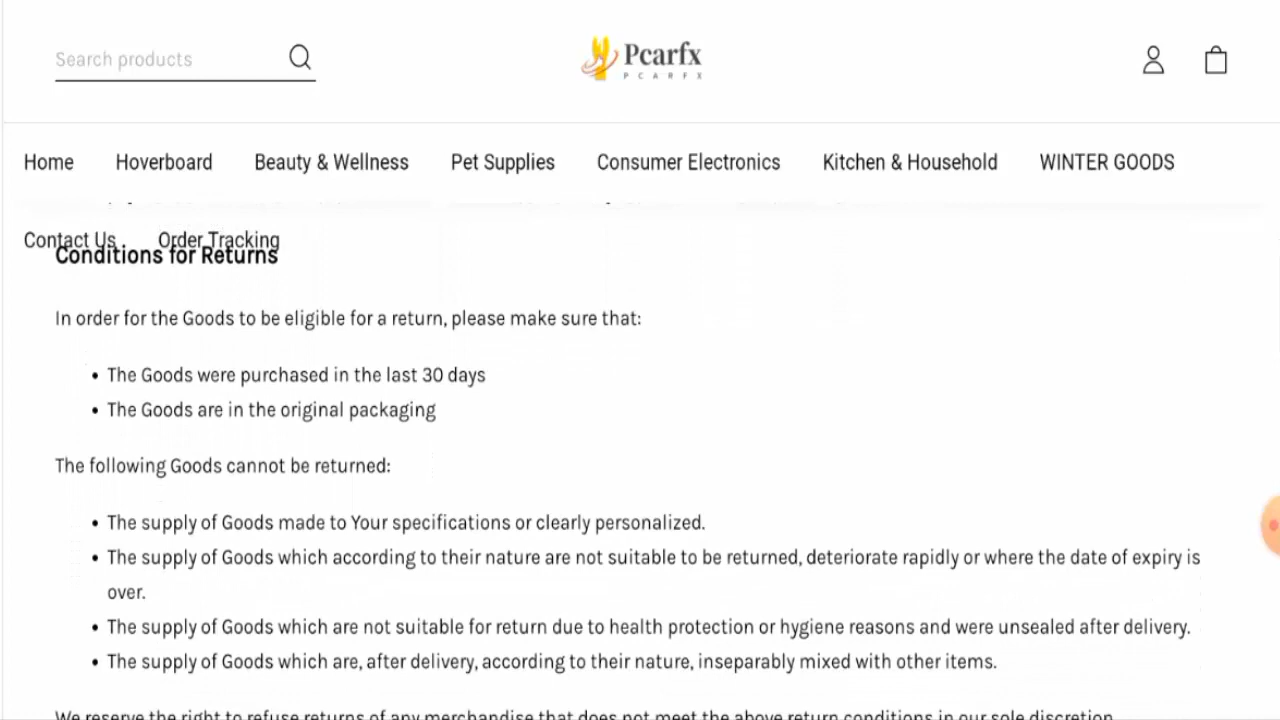 Search products
Pcarfx
PCARFX
Home Hoverboard Beauty & Wellness Pet Supplies Consumer Electronics Kitchen & Household WINTER GOODS
Contact Us Order Tracking
Conditions for Returns
In order for the Goods to be eligible for a return, please make sure that:
• The Goods were purchased in the last 30 days
• The Goods are in the original packaging
The following Goods cannot be returned:
• The supply of Goods made to Your specifications or clearly personalized.
• The supply of Goods which according to their nature are not suitable to be returned, deteriorate rapidly or where the date of expiry is
over.
• The supply of Goods which are not suitable for return due to health protection or hygiene reasons and were unsealed after delivery.
• The supply of Goods which are, after delivery, according to their nature, inseparably mixed with other items.
We reserve the right to refuse returns of any merchandise that does not meet the above return conditions in our sole discretion.